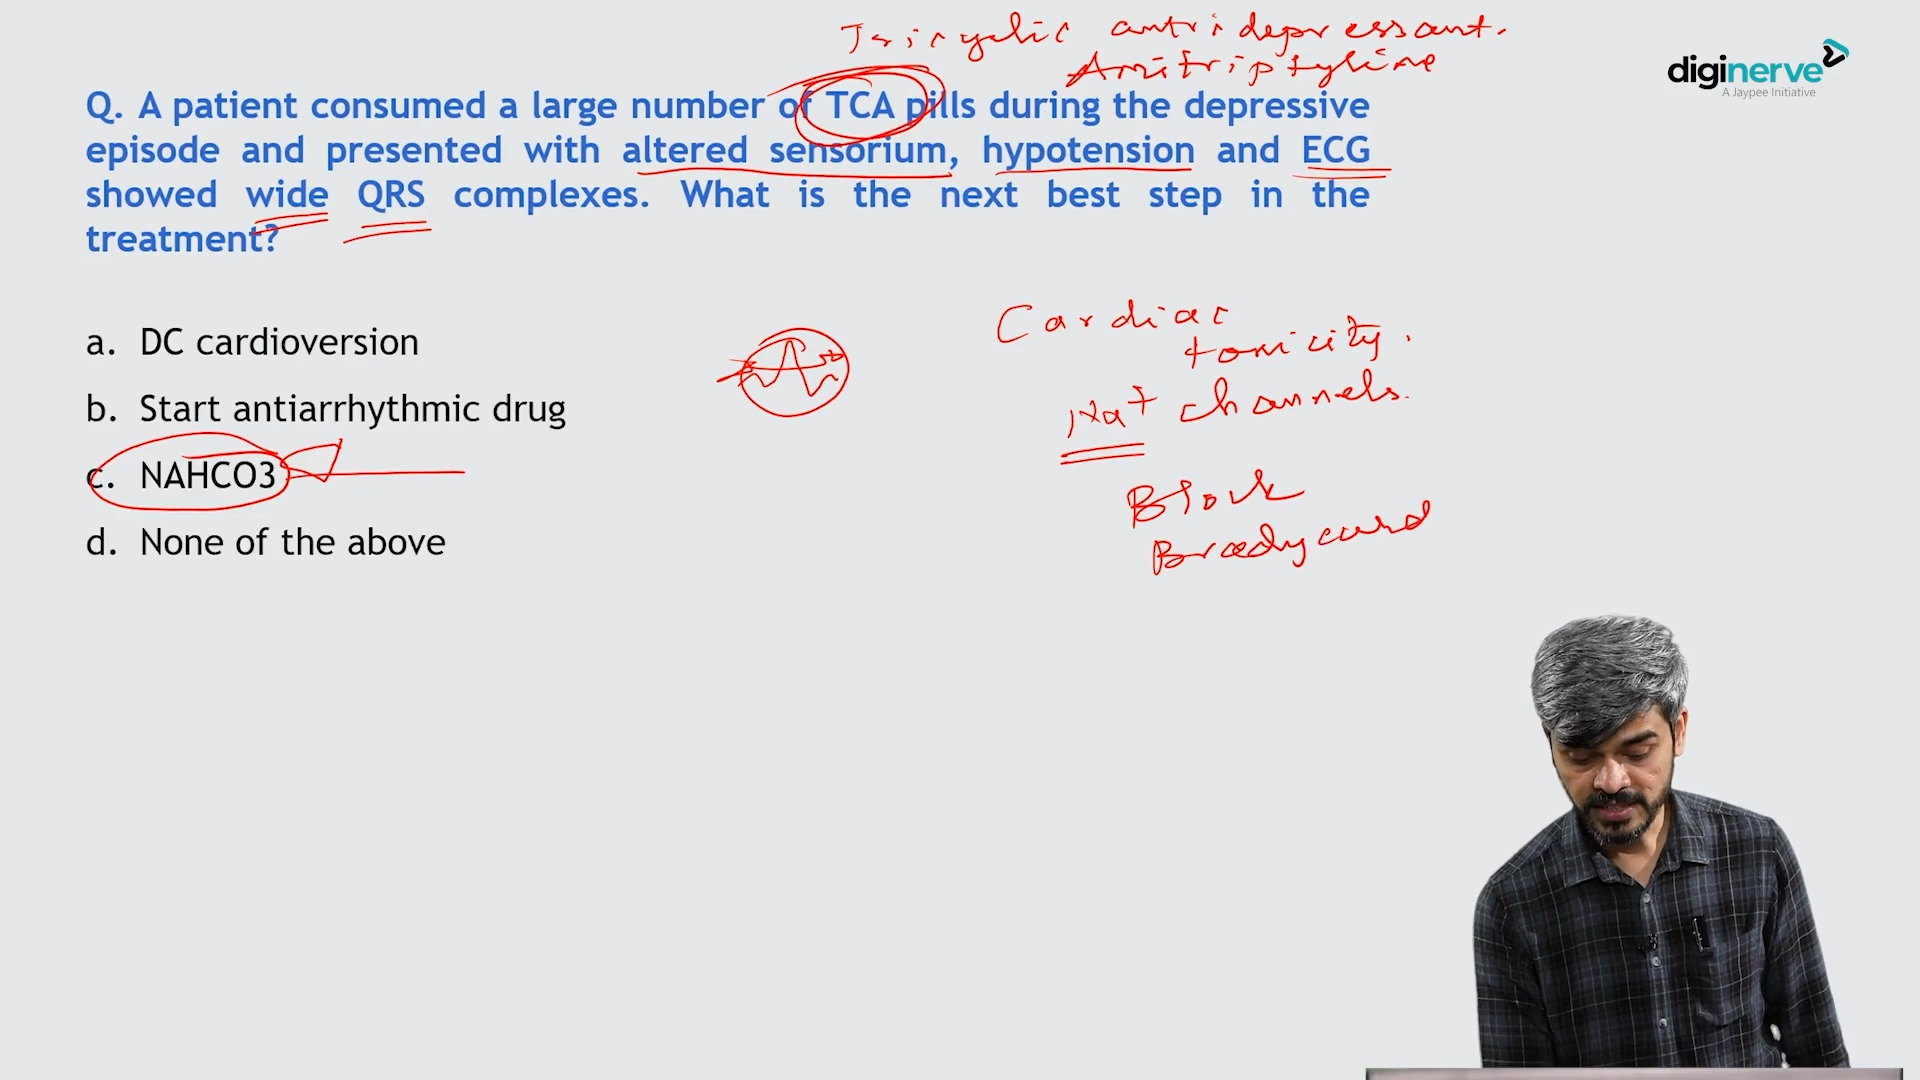 Tricyclic antidepressant.
Amitriptyline
diginerve
A Jaypee Initiative
Q. A patient consumed a large number of TCA pills during the depressive
episode and presented with altered sensorium, hypotension and ECG
showed wide QRS complexes. What is the next best step in the
treatment?
a. DC cardioversion
b. Start antiarrhythmic drug
c. NAHCO3
d. None of the above
Cardiac
toxicity.
Na+ channels.
Block
Bradycard